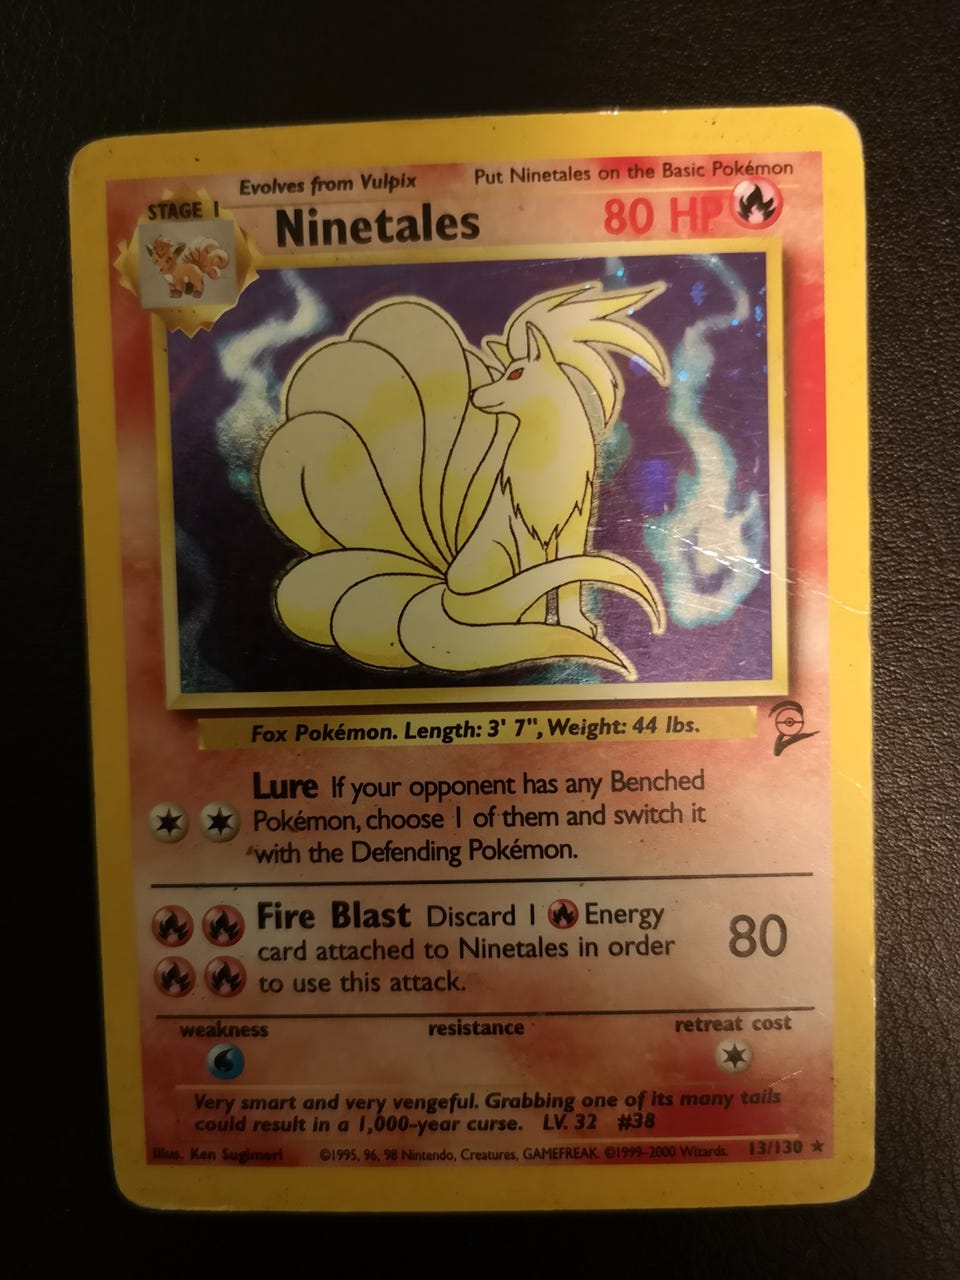 Evolves from Vulpix
Put Ninetales on the Basic Pokémon
STAGE 1
Ninetales
80 HP
Fox Pokémon. Length: 3' 7", Weight: 44 lbs.
Lure If your opponent has any Benched
Pokémon, choose 1 of them and switch it
with the Defending Pokémon.
Fire Blast Discard 1 Energy
card attached to Ninetales in order
to use this attack.
80
weakness
resistance
retreat cost
Very smart and very vengeful. Grabbing one of its many tails
could result in a 1,000-year curse. LV. 32 #38
Illus. Ken Sugimori
©1995, 96, 98 Nintendo, Creatures, GAMEFREAK. ©1999-2000 Wizards.
13/130 ★